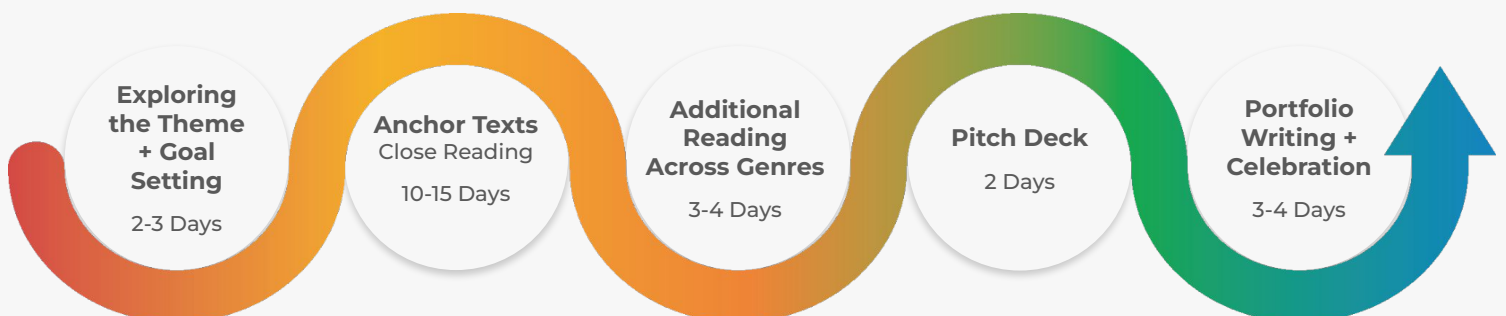 Exploring
the Theme
+ Goal
Setting
2-3 Days
Anchor Texts
Close Reading
10-15 Days
Additional
Reading
Across Genres
3-4 Days
Pitch Deck
2 Days
Portfolio
Writing +
Celebration
3-4 Days